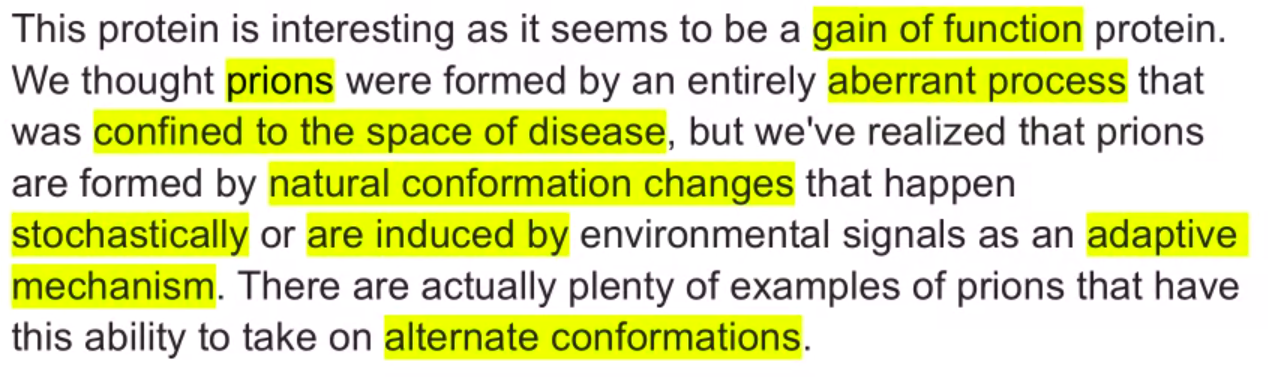 This protein is interesting as it seems to be a gain of function protein.
We thought prions were formed by an entirely aberrant process that
was confined to the space of disease, but we've realized that prions
are formed by natural conformation changes that happen
stochastically or are induced by environmental signals as an adaptive
mechanism. There are actually plenty of examples of prions that have
this ability to take on alternate conformations.